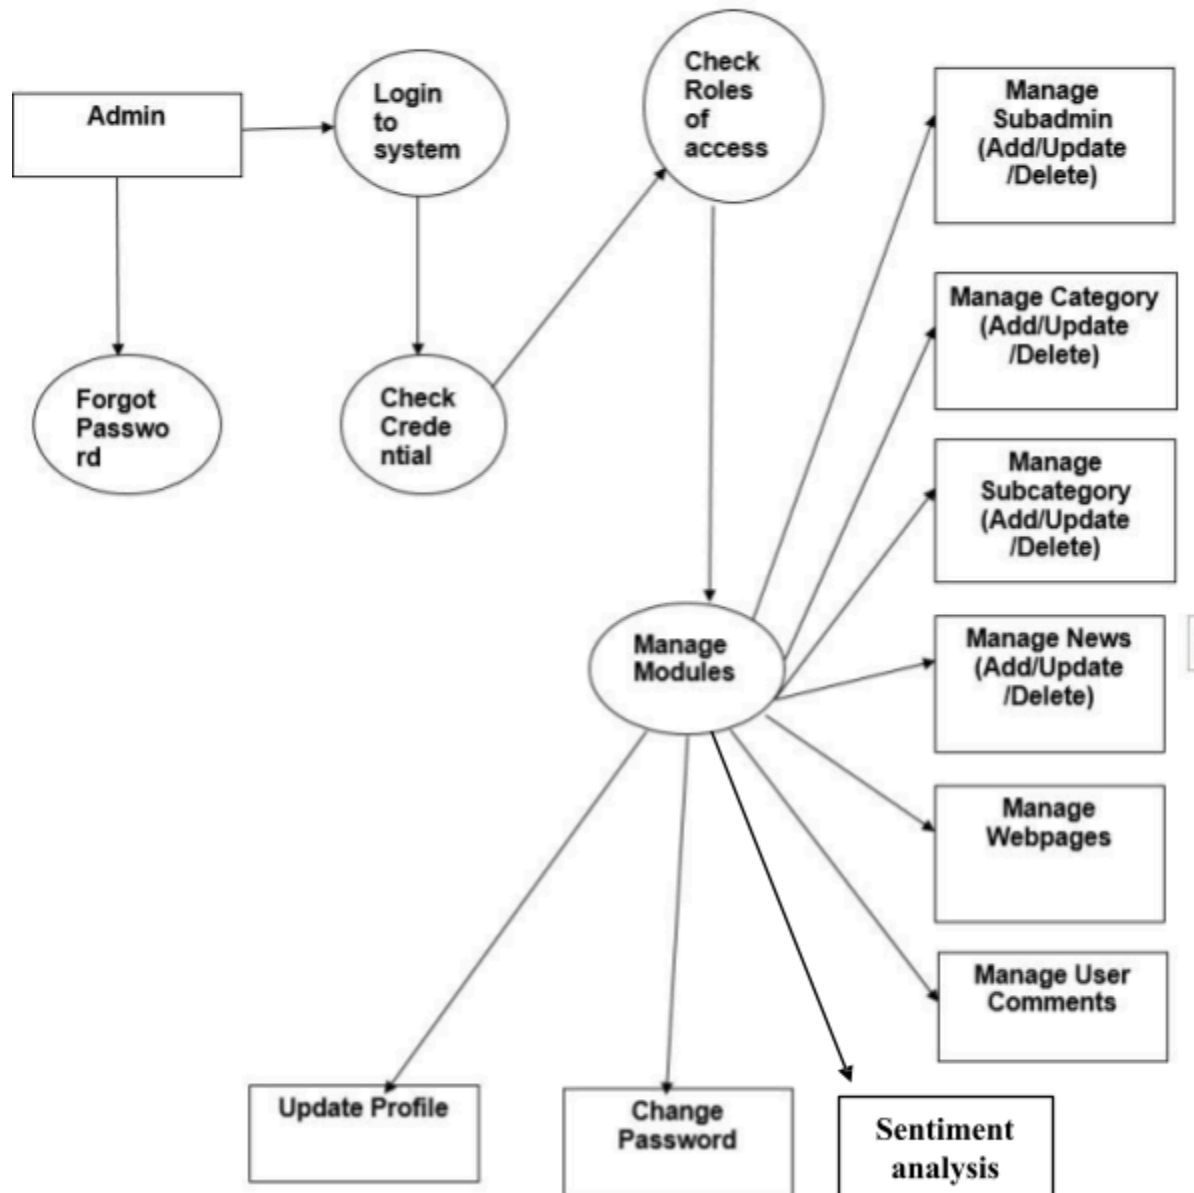 Admin
Login
to
system
Check
Roles
of
access
Manage
Subadmin
(Add/Update
/Delete)
Manage Category
(Add/Update
/Delete)
Forgot
Passwo
rd
Check
Crede
ntial
Manage
Subcategory
(Add/Update
/Delete)
Manage
Modules
Manage News
(Add/Update
/Delete)
Manage
Webpages
Manage User
Comments
Update Profile
Change
Password
Sentiment
analysis